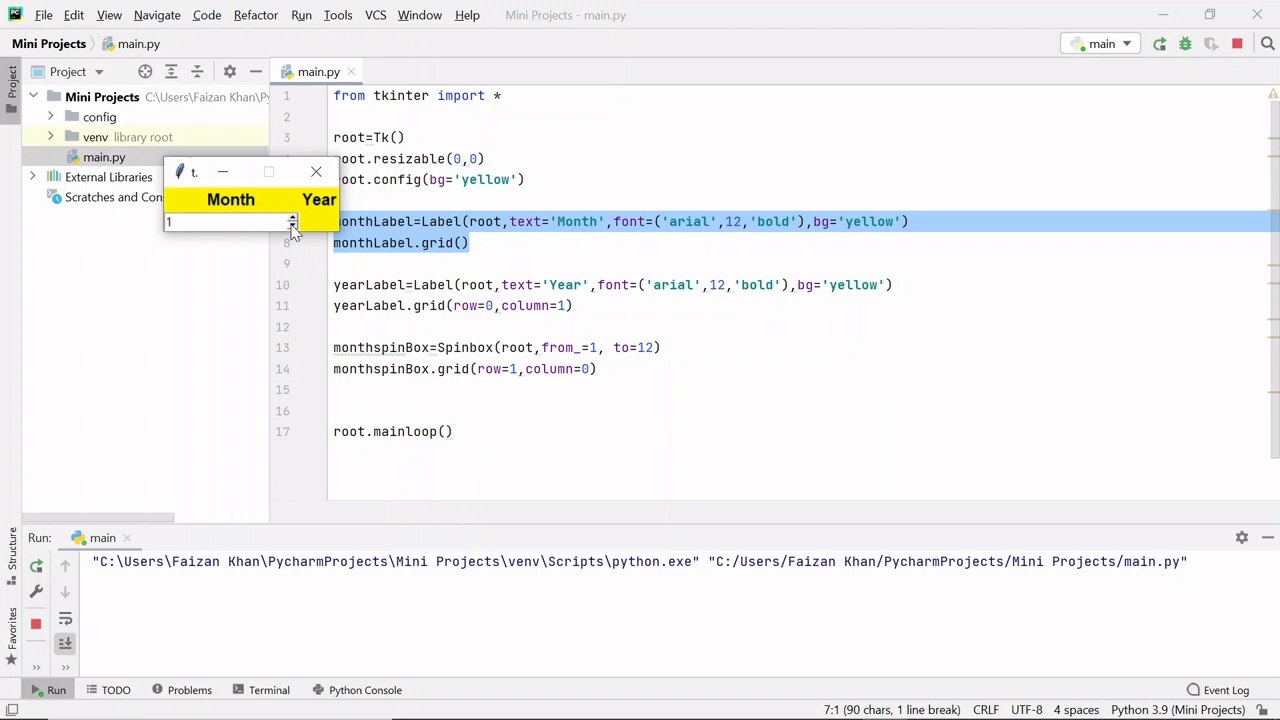 File Edit View Navigate Code Refactor Run Tools VCS Window Help Mini Projects - main.py
Mini Projects main.py main
Project main.py
Project
Mini Projects C:\Users\Faizan Khan\Py
config
venv library root
main.py
External Libraries
Scratches and Con
t.
Month Year
1
1 from tkinter import *
2
3 root=Tk()
root.resizable(0,0)
root.config(bg='yellow')
monthLabel=Label(root,text='Month',font=('arial',12,'bold'),bg='yellow')
8 monthLabel.grid()
9
10 yearLabel=Label(root,text='Year',font=('arial',12,'bold'),bg='yellow')
11 yearLabel.grid(row=0,column=1)
12
13 monthspinBox=Spinbox(root,from_=1, to=12)
14 monthspinBox.grid(row=1,column=0)
15
16
17 root.mainloop()
Structure
Favorites
Run: main
"C:\Users\Faizan Khan\PycharmProjects\Mini Projects\venv\Scripts\python.exe" "C:/Users/Faizan Khan/PycharmProjects/Mini Projects/main.py"
Run TODO Problems Terminal Python Console Event Log
7:1 (90 chars, 1 line break) CRLF UTF-8 4 spaces Python 3.9 (Mini Projects)